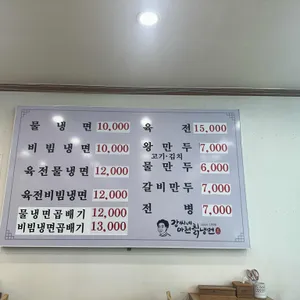 물냉면 10,000
비빔냉면 10,000
육전물냉면 12,000
육전비빔냉면 12,000
물냉면곱배기 12,000
비빔냉면곱배기 13,000
육전 15,000
왕만두 7,000
고기·김치
물만두 6,000
갈비만두 7,000
전병 7,000